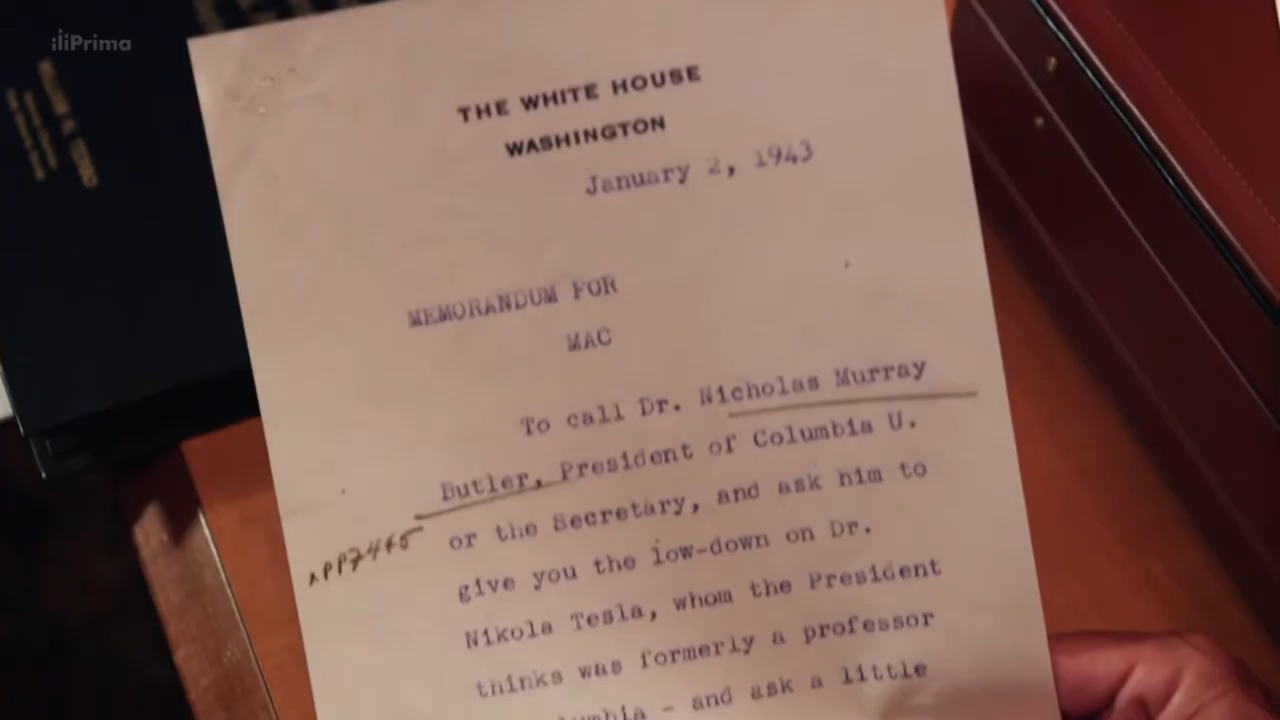 iliPrima
THE WHITE HOUSE
WASHINGTON
January 2, 1943
MEMORANDUM FOR
MAC
To call Dr. Nicholas Murray
Butler, President of Columbia U.
or the Secretary, and ask him to
give you the low-down on Dr.
Nikola Tesla, whom the President
thinks was formerly a professor
- and ask a little